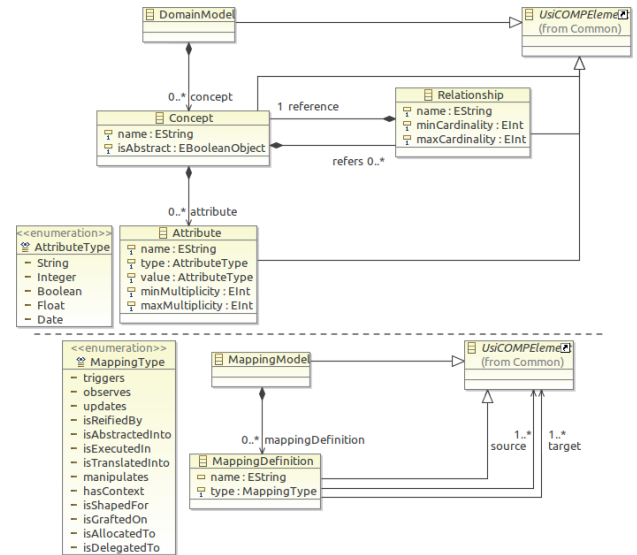 DomainModel
UsiCOMPEleme
(from Common)
0..* concept
Concept
name : EString
isAbstract : EBooleanObject
1 reference
Relationship
name : EString
minCardinality : EInt
maxCardinality : EInt
refers 0..*
0..* attribute
<<enumeration>>
AttributeType
String
Integer
Boolean
Float
Date
Attribute
name : EString
type : AttributeType
value : AttributeType
minMultiplicity : EInt
maxMultiplicity : EInt
<<enumeration>>
MappingType
triggers
observes
updates
isReifiedBy
isAbstractedInto
isExecutedIn
isTranslatedInto
manipulates
hasContext
isShapedFor
isGraftedOn
isAllocatedTo
isDelegatedTo
MappingModel
UsiCOMPEleme
(from Common)
0..* mappingDefinition
1..*
source
1..*
target
MappingDefinition
name : EString
type : MappingType